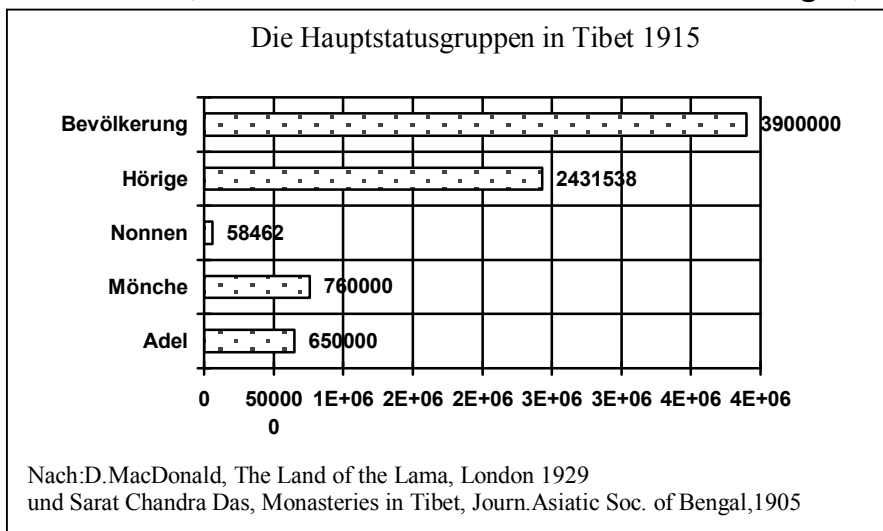 Die Hauptstatusgruppen in Tibet 1915
Bevölkerung 3900000
Hörige 2431538
Nonnen 58462
Mönche 760000
Adel 650000
0 50000 1E+06 2E+06 2E+06 3E+06 3E+06 4E+06 4E+06
0
Nach:D.MacDonald, The Land of the Lama, London 1929
und Sarat Chandra Das, Monasteries in Tibet, Journ.Asiatic Soc. of Bengal,1905